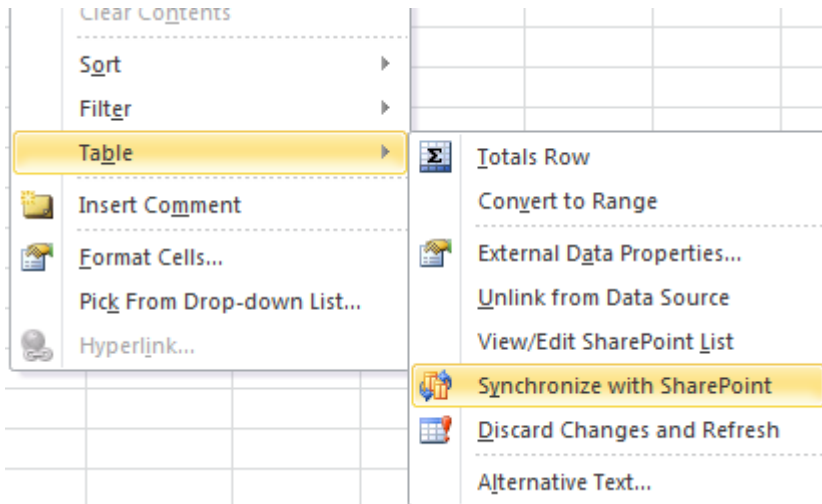 Clear Contents
Sort
Filter
Table
Insert Comment
Format Cells...
Pick From Drop-down List...
Hyperlink...
Totals Row
Convert to Range
External Data Properties...
Unlink from Data Source
View/Edit SharePoint List
Synchronize with SharePoint
Discard Changes and Refresh
Alternative Text...